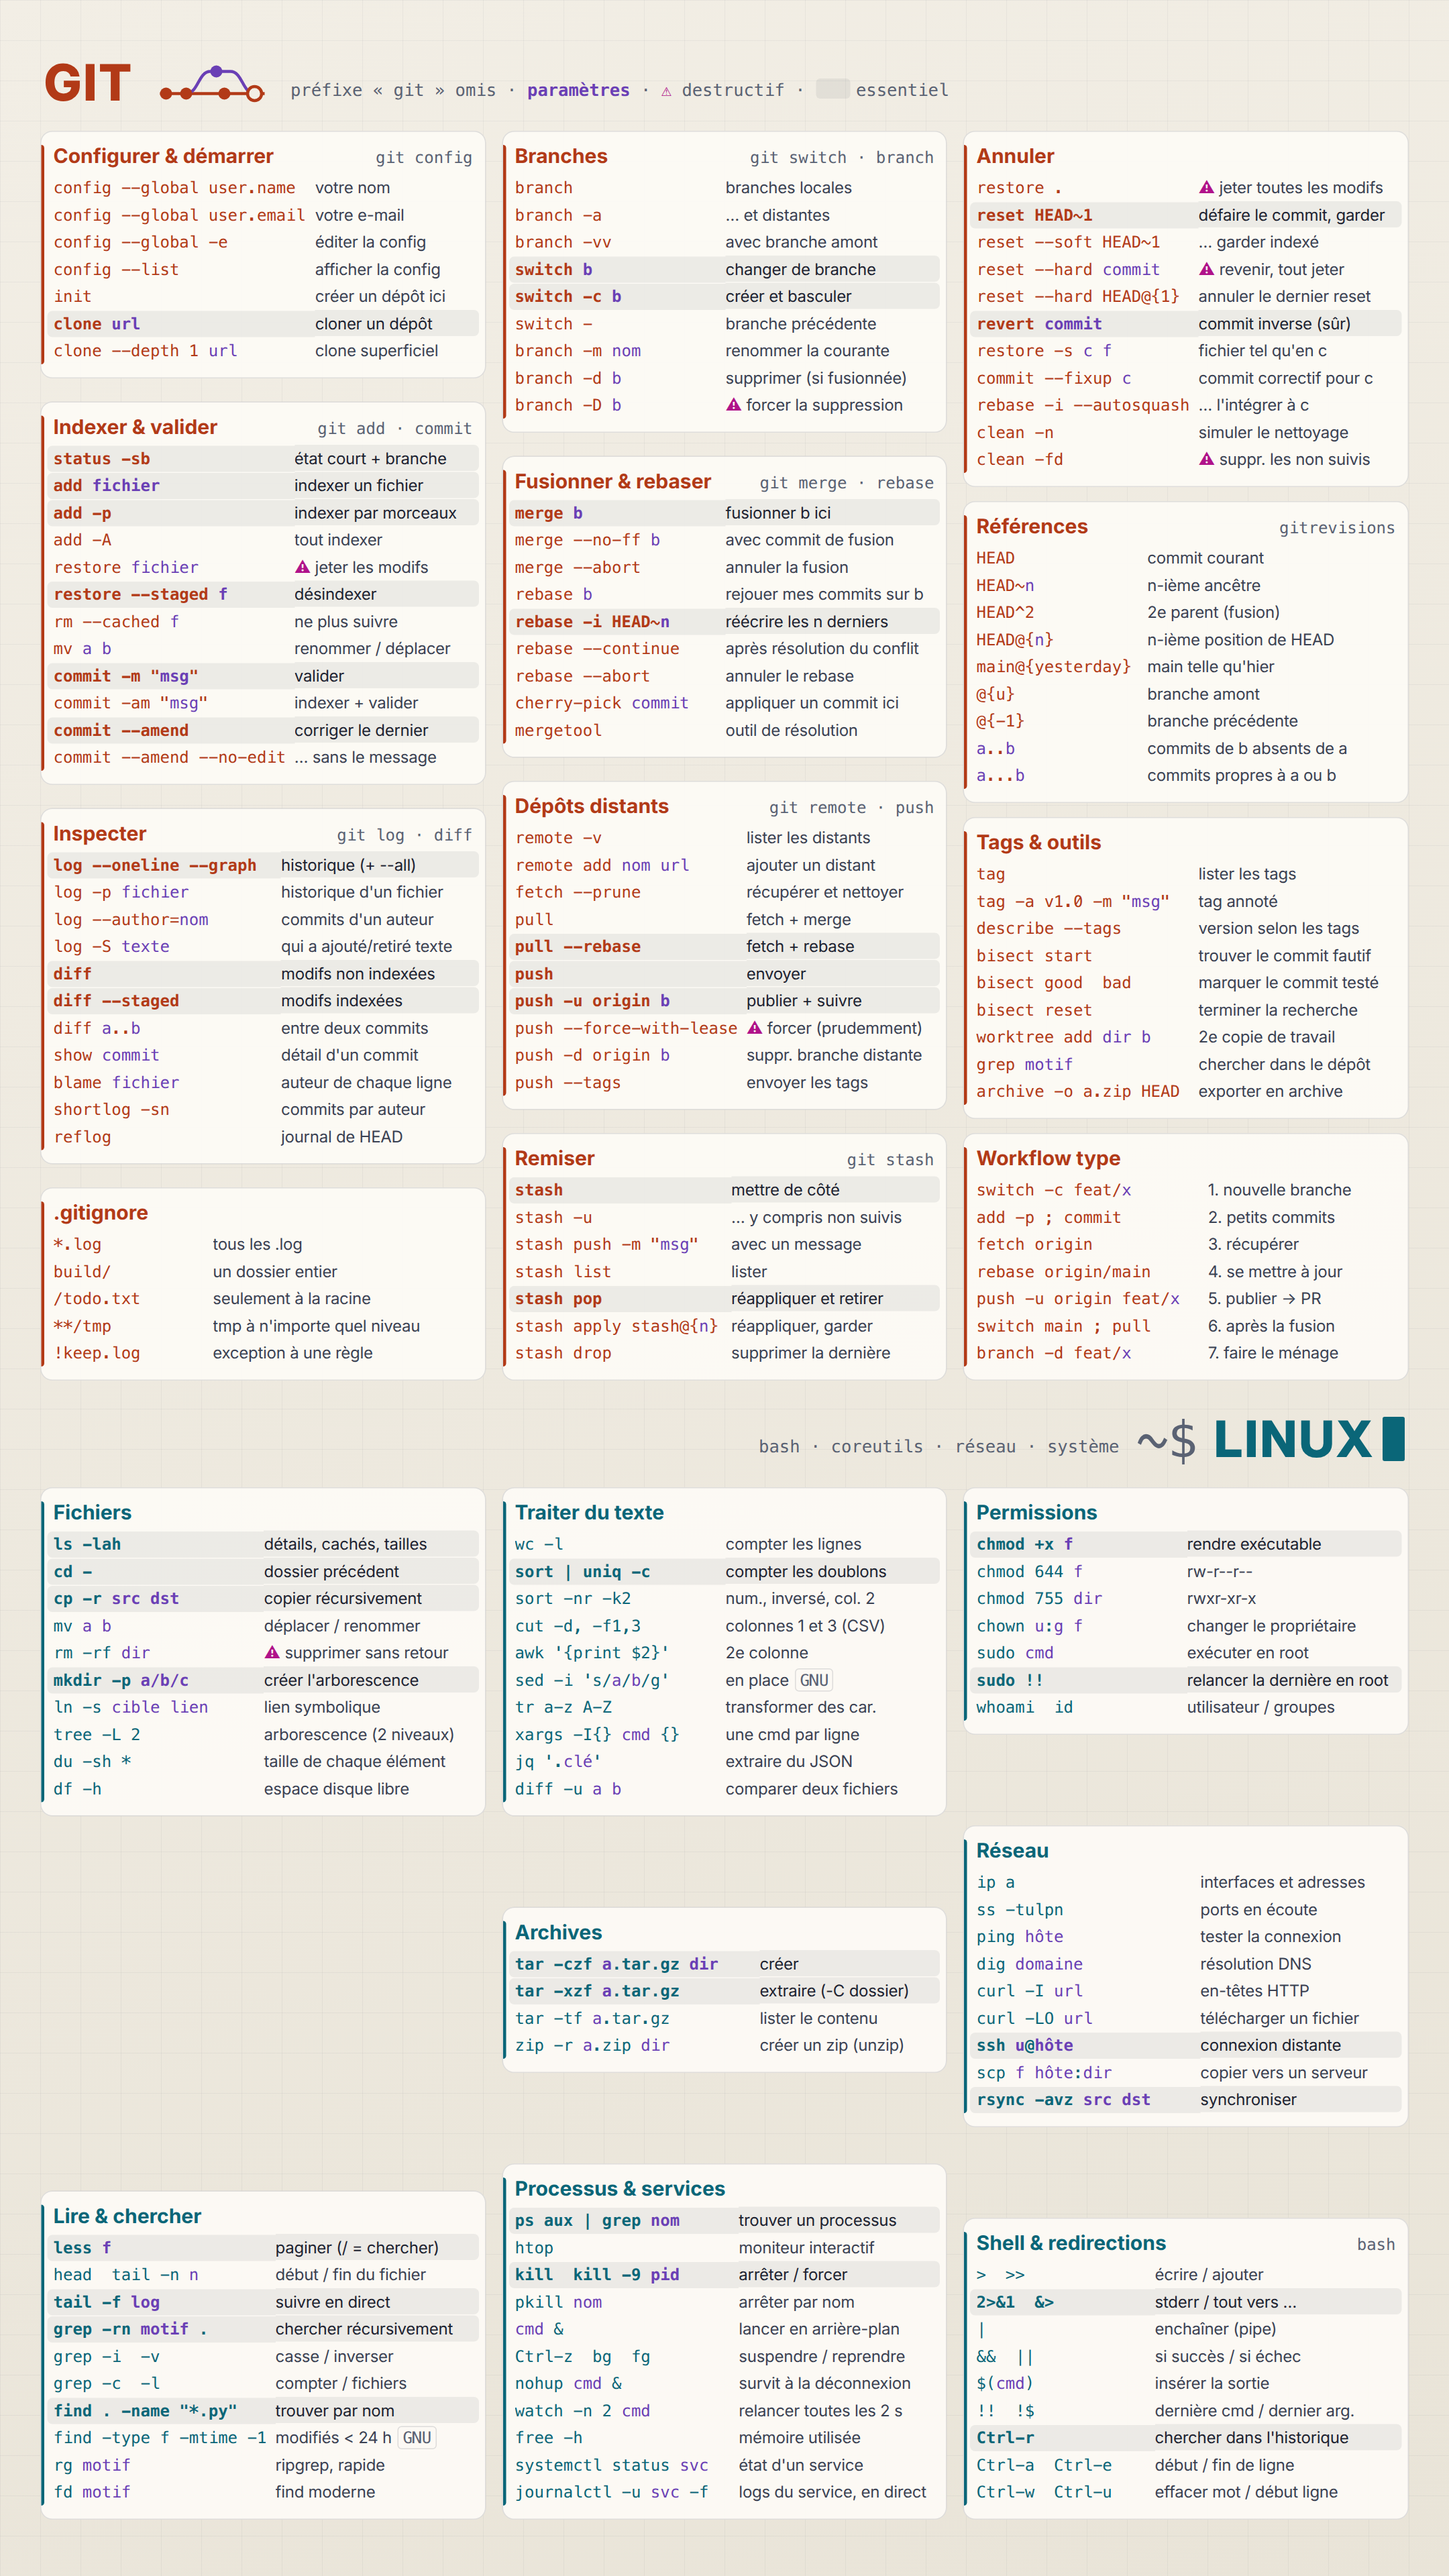 GIT préfixe « git » omis · paramètres · ⚠ destructif · essentiel
Configurer & démarrer git config
config --global user.name votre nom
config --global user.email votre e-mail
config --global -e éditer la config
config --list afficher la config
init créer un dépôt ici
clone url cloner un dépôt
clone --depth 1 url clone superficiel
Indexer & valider git add · commit
status -sb état court + branche
add fichier indexer un fichier
add -p indexer par morceaux
add -A tout indexer
restore fichier ⚠ jeter les modifs
restore --staged f désindexer
rm --cached f ne plus suivre
mv a b renommer / déplacer
commit -m "msg" valider
commit -am "msg" indexer + valider
commit --amend corriger le dernier
commit --amend --no-edit … sans le message
Inspecter git log · diff
log --oneline --graph historique (+ --all)
log -p fichier historique d'un fichier
log --author=nom commits d'un auteur
log -S texte qui a ajouté/retiré texte
diff modifs non indexées
diff --staged modifs indexées
diff a..b entre deux commits
show commit détail d'un commit
blame fichier auteur de chaque ligne
shortlog -sn commits par auteur
reflog journal de HEAD
.gitignore
*.log tous les .log
build/ un dossier entier
/todo.txt seulement à la racine
**/tmp tmp à n'importe quel niveau
!keep.log exception à une règle
Branches git switch · branch
branch branches locales
branch -a … et distantes
branch -vv avec branche amont
switch b changer de branche
switch -c b créer et basculer
switch - branche précédente
branch -m nom renommer la courante
branch -d b supprimer (si fusionnée)
branch -D b ⚠ forcer la suppression
Fusionner & rebaser git merge · rebase
merge b fusionner b ici
merge --no-ff b avec commit de fusion
merge --abort annuler la fusion
rebase b rejouer mes commits sur b
rebase -i HEAD~n réécrire les n derniers
rebase --continue après résolution du conflit
rebase --abort annuler le rebase
cherry-pick commit appliquer un commit ici
mergetool outil de résolution
Dépôts distants git remote · push
remote -v lister les distants
remote add nom url ajouter un distant
fetch --prune récupérer et nettoyer
pull fetch + merge
pull --rebase fetch + rebase
push envoyer
push -u origin b publier + suivre
push --force-with-lease ⚠ forcer (prudemment)
push -d origin b suppr. branche distante
push --tags envoyer les tags
Remiser git stash
stash mettre de côté
stash -u … y compris non suivis
stash push -m "msg" avec un message
stash list lister
stash pop réappliquer et retirer
stash apply stash@{n} réappliquer, garder
stash drop supprimer la dernière
Annuler
restore . ⚠ jeter toutes les modifs
reset HEAD~1 défaire le commit, garder
reset --soft HEAD~1 … garder indexé
reset --hard commit ⚠ revenir, tout jeter
reset --hard HEAD@{1} annuler le dernier reset
revert commit commit inverse (sûr)
restore -s c f fichier tel qu'en c
commit --fixup c commit correctif pour c
rebase -i --autosquash … l'intégrer à c
clean -n simuler le nettoyage
clean -fd ⚠ suppr. les non suivis
Références gitrevisions
HEAD commit courant
HEAD~n n-ième ancêtre
HEAD^2 2e parent (fusion)
HEAD@{n} n-ième position de HEAD
main@{yesterday} main telle qu'hier
@{u} branche amont
@{-1} branche précédente
a..b commits de b absents de a
a...b commits propres à a ou b
Tags & outils
tag lister les tags
tag -a v1.0 -m "msg" tag annoté
describe --tags version selon les tags
bisect start trouver le commit fautif
bisect good bad marquer le commit testé
bisect reset terminer la recherche
worktree add dir b 2e copie de travail
grep motif chercher dans le dépôt
archive -o a.zip HEAD exporter en archive
Workflow type
switch -c feat/x 1. nouvelle branche
add -p ; commit 2. petits commits
fetch origin 3. récupérer
rebase origin/main 4. se mettre à jour
push -u origin feat/x 5. publier → PR
switch main ; pull 6. après la fusion
branch -d feat/x 7. faire le ménage
bash · coreutils · réseau · système ~$ LINUX
Fichiers
ls -lah détails, cachés, tailles
cd - dossier précédent
cp -r src dst copier récursivement
mv a b déplacer / renommer
rm -rf dir ⚠ supprimer sans retour
mkdir -p a/b/c créer l'arborescence
ln -s cible lien lien symbolique
tree -L 2 arborescence (2 niveaux)
du -sh * taille de chaque élément
df -h espace disque libre
Lire & chercher
less f paginer (/ = chercher)
head tail -n n début / fin du fichier
tail -f log suivre en direct
grep -rn motif . chercher récursivement
grep -i -v casse / inverser
grep -c -l compter / fichiers
find . -name "*.py" trouver par nom
find -type f -mtime -1 modifiés < 24 h GNU
rg motif ripgrep, rapide
fd motif find moderne
Traiter du texte
wc -l compter les lignes
sort | uniq -c compter les doublons
sort -nr -k2 num., inversé, col. 2
cut -d, -f1,3 colonnes 1 et 3 (CSV)
awk '{print $2}' 2e colonne
sed -i 's/a/b/g' en place GNU
tr a-z A-Z transformer des car.
xargs -I{} cmd {} une cmd par ligne
jq '.clé' extraire du JSON
diff -u a b comparer deux fichiers
Archives
tar -czf a.tar.gz dir créer
tar -xzf a.tar.gz extraire (-C dossier)
tar -tf a.tar.gz lister le contenu
zip -r a.zip dir créer un zip (unzip)
Processus & services
ps aux | grep nom trouver un processus
htop moniteur interactif
kill kill -9 pid arrêter / forcer
pkill nom arrêter par nom
cmd & lancer en arrière-plan
Ctrl-z bg fg suspendre / reprendre
nohup cmd & survit à la déconnexion
watch -n 2 cmd relancer toutes les 2 s
free -h mémoire utilisée
systemctl status svc état d'un service
journalctl -u svc -f logs du service, en direct
Permissions
chmod +x f rendre exécutable
chmod 644 f rw-r--r--
chmod 755 dir rwxr-xr-x
chown u:g f changer le propriétaire
sudo cmd exécuter en root
sudo !! relancer la dernière en root
whoami id utilisateur / groupes
Réseau
ip a interfaces et adresses
ss -tulpn ports en écoute
ping hôte tester la connexion
dig domaine résolution DNS
curl -I url en-têtes HTTP
curl -LO url télécharger un fichier
ssh u@hôte connexion distante
scp f hôte:dir copier vers un serveur
rsync -avz src dst synchroniser
Shell & redirections bash
> >> écrire / ajouter
2>&1 &> stderr / tout vers …
| enchaîner (pipe)
&& || si succès / si échec
$(cmd) insérer la sortie
!! !$ dernière cmd / dernier arg.
Ctrl-r chercher dans l'historique
Ctrl-a Ctrl-e début / fin de ligne
Ctrl-w Ctrl-u effacer mot / début ligne